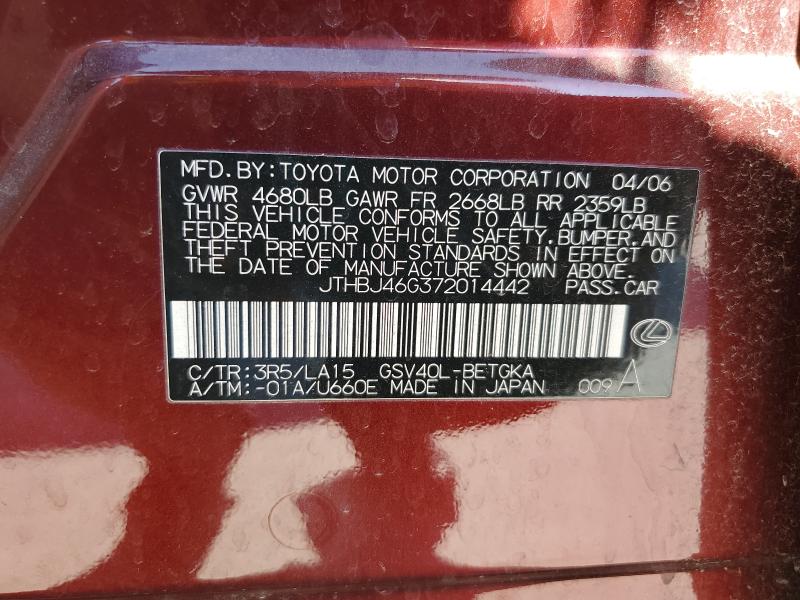 MFD.BY:TOYOTA MOTOR CORPORATION 04/06
GVWR 4680LB GAWR FR 2668LB RR 2359LB
THIS VEHICLE CONFORMS TO ALL APPLICABLE
FEDERAL MOTOR VEHICLE SAFETY.BUMPER.AND
THEFT PREVENTION STANDARDS IN EFFECT ON
THE DATE OF MANUFACTURE SHOWN ABOVE.
JTHBJ46G372014442 PASS.CAR
C/TR:3R5/LA15 GSV40L-BETGKA
A/TM:-01A/U660E MADE IN JAPAN 009 A